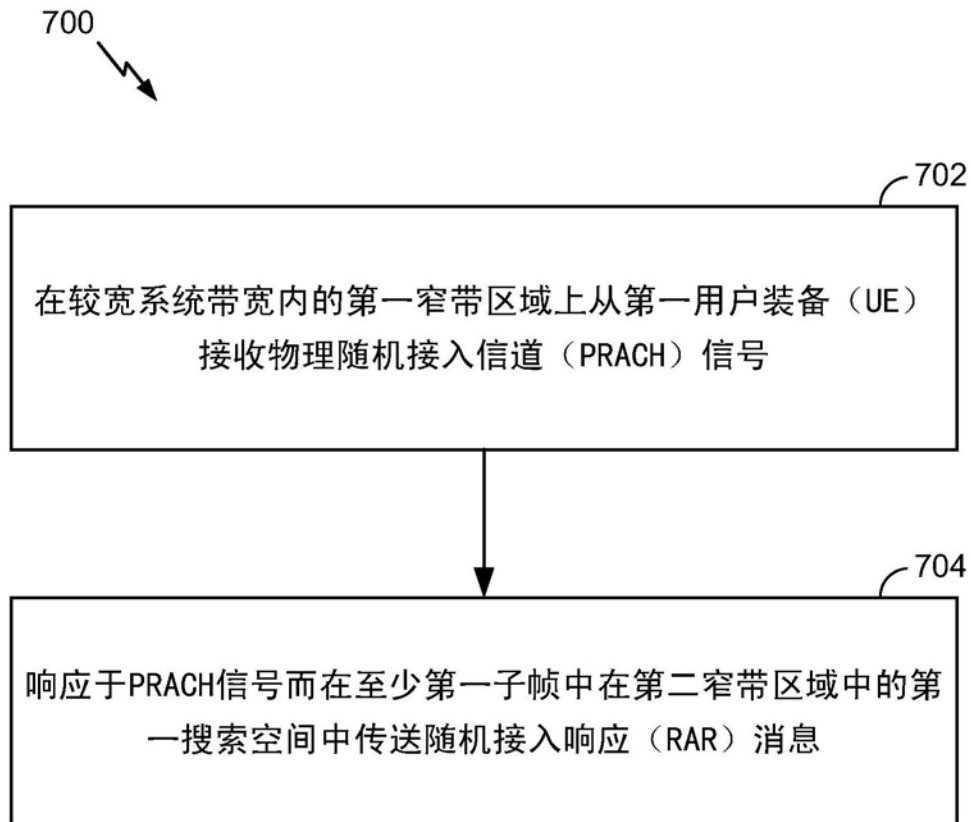 700
702
在较宽系统带宽内的第一窄带区域上从第一用户装备（UE）
接收物理随机接入信道（PRACH）信号
704
响应于PRACH信号而在至少第一子帧中在第二窄带区域中的第
一搜索空间中传送随机接入响应（RAR）消息